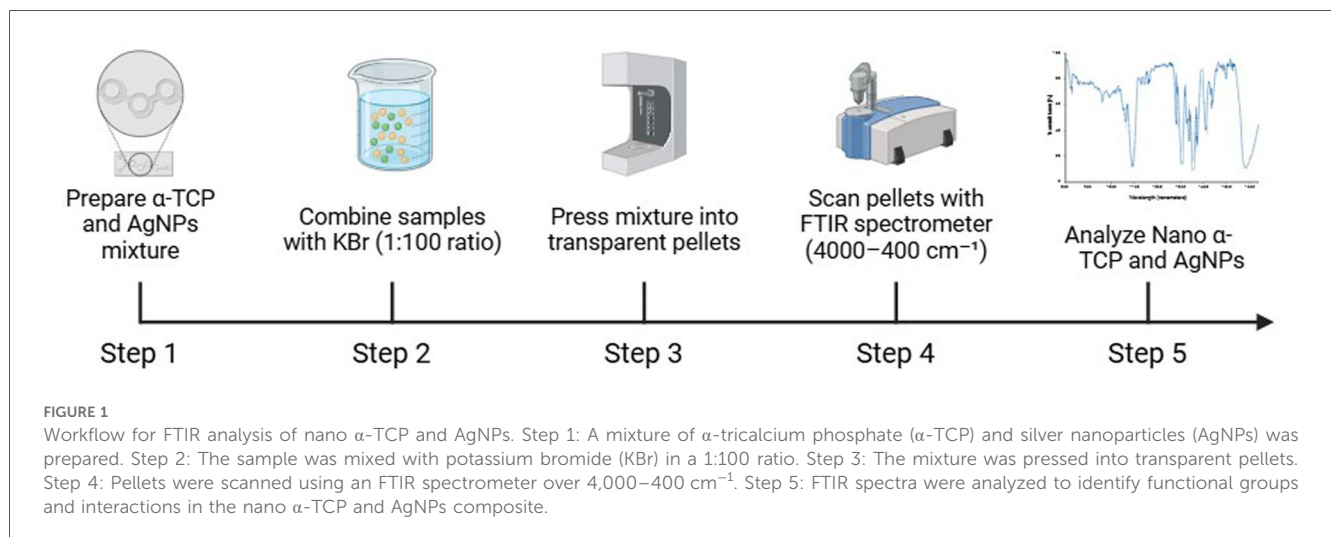 Prepare α-TCP
and AgNPs
mixture
Combine samples
with KBr (1:100 ratio)
Press mixture into
transparent pellets
Scan pellets with
FTIR spectrometer
(4000–400 cm⁻¹)
Analyze Nano α-
TCP and AgNPs
Step 1
Step 2
Step 3
Step 4
Step 5
FIGURE 1
Workflow for FTIR analysis of nano α-TCP and AgNPs. Step 1: A mixture of α-tricalcium phosphate (α-TCP) and silver nanoparticles (AgNPs) was
prepared. Step 2: The sample was mixed with potassium bromide (KBr) in a 1:100 ratio. Step 3: The mixture was pressed into transparent pellets.
Step 4: Pellets were scanned using an FTIR spectrometer over 4,000–400 cm⁻¹. Step 5: FTIR spectra were analyzed to identify functional groups
and interactions in the nano α-TCP and AgNPs composite.